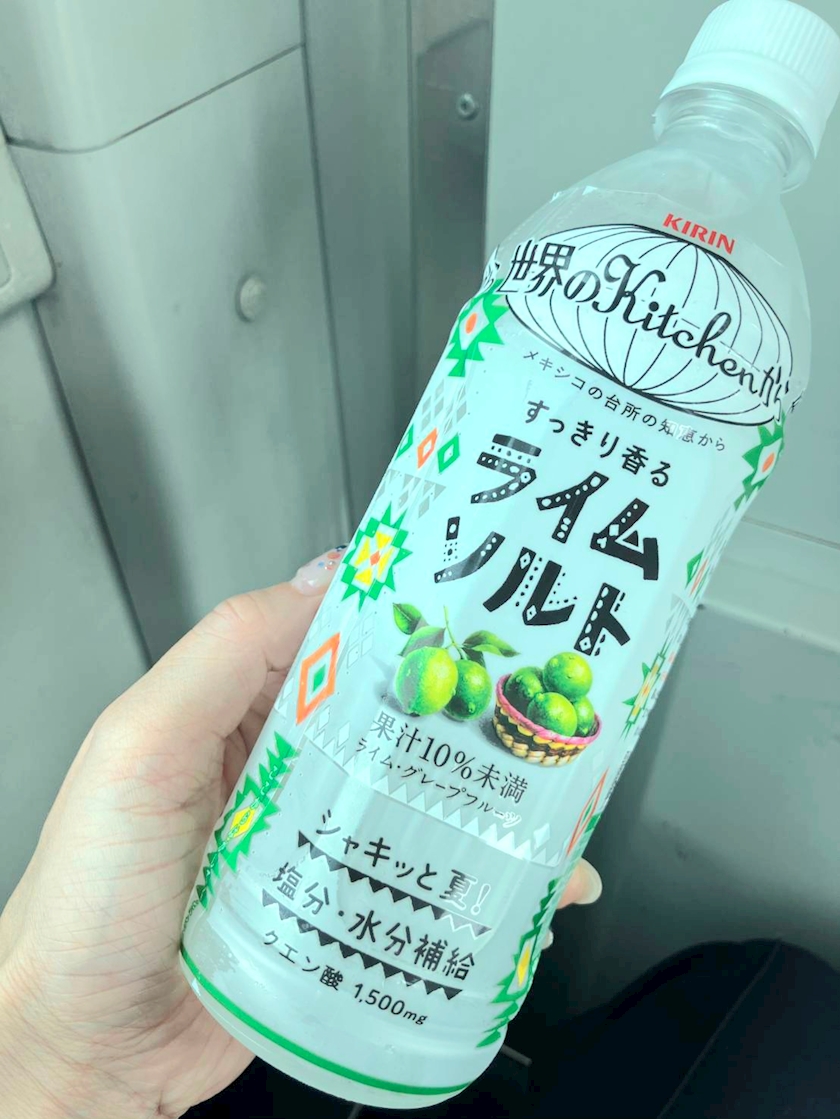 KIRIN
世界のKitchenから
メキシコの台所の知恵から
すっきり香る
ライム
ソルト
果汁10%未満
ライム・グレープフルーツ
シャキッと夏!
塩分・水分補給
クエン酸 1,500mg